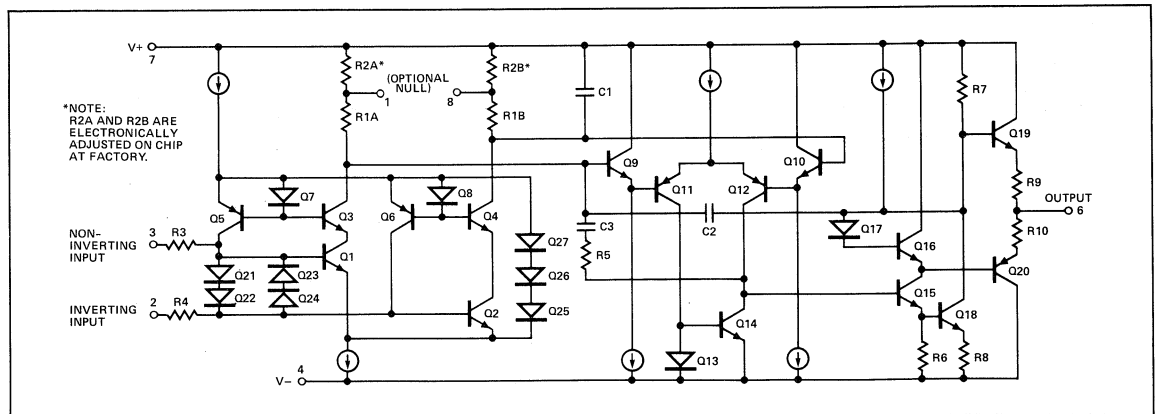 V+
7
R2A*
(OPTIONAL
NULL)
1
8
R2B*
R1A
R1B
C1
R7
Q19
*NOTE:
R2A AND R2B ARE
ELECTRONICALLY
ADJUSTED ON CHIP
AT FACTORY.
Q9
Q10
Q11
Q12
R9
OUTPUT
6
R10
Q5
Q7
Q3
Q6
Q8
Q4
C3
C2
Q17
Q16
Q20
NON-
INVERTING
INPUT
3
R3
Q21
Q23
Q1
Q27
R5
Q22
Q24
Q26
Q15
Q18
INVERTING
INPUT
2
R4
Q2
Q25
Q14
Q13
R6
R8
V-
4